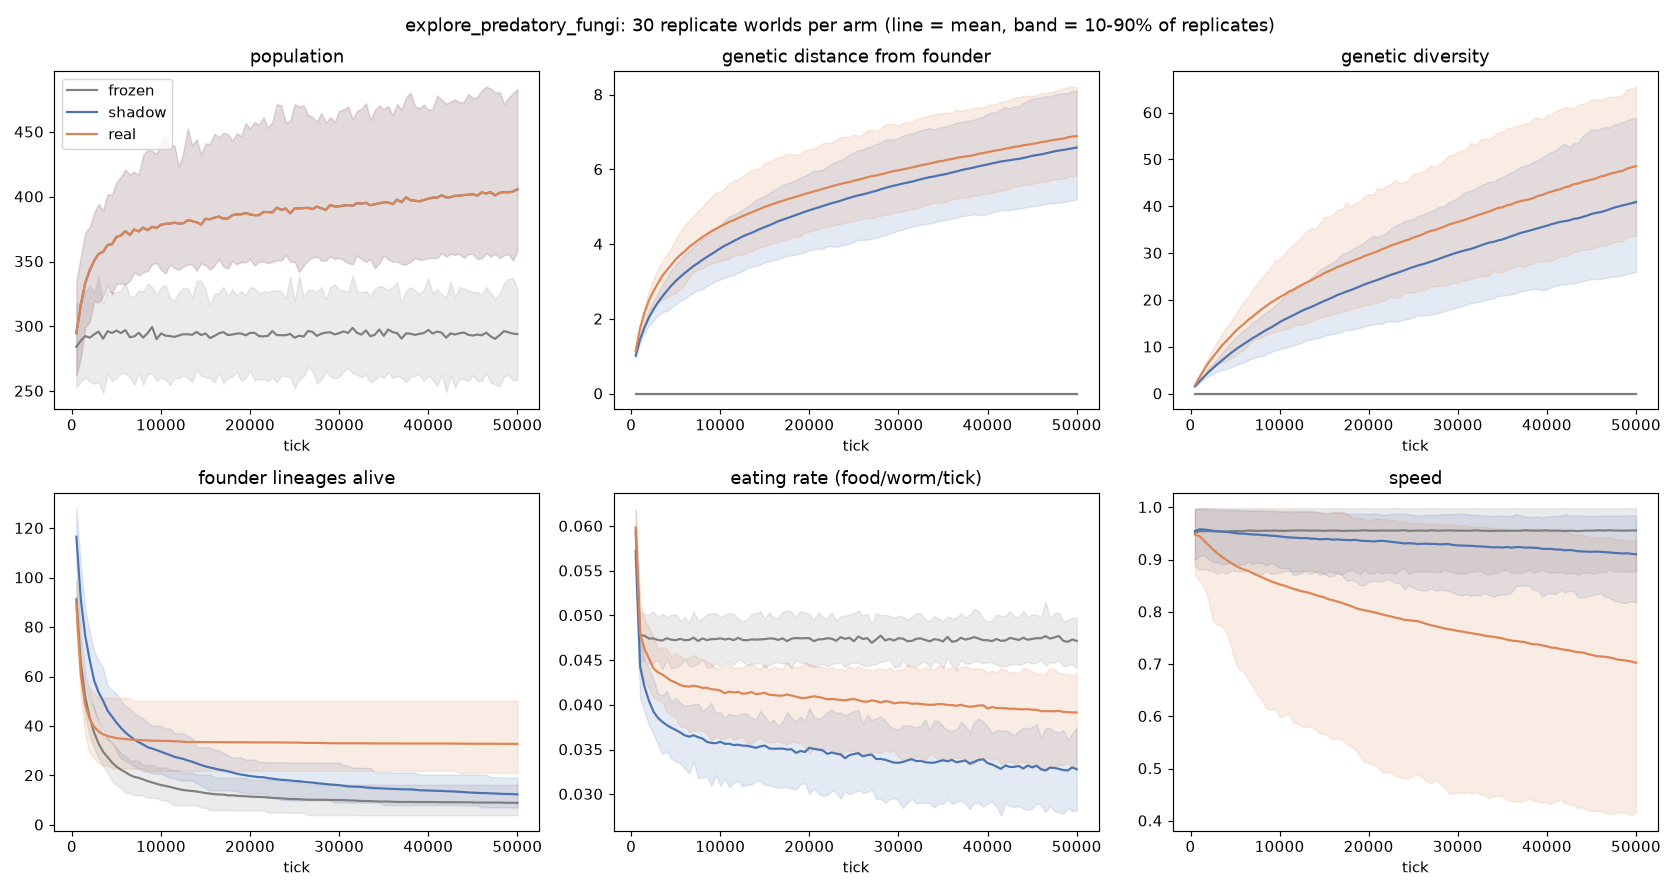 explore_predatory_fungi: 30 replicate worlds per arm (line = mean, band = 10-90% of replicates)
population
frozen
shadow
real
450
400
350
300
250
0 10000 20000 30000 40000 50000
tick
genetic distance from founder
8
6
4
2
0
0 10000 20000 30000 40000 50000
tick
genetic diversity
60
50
40
30
20
10
0
0 10000 20000 30000 40000 50000
tick
founder lineages alive
120
100
80
60
40
20
0
0 10000 20000 30000 40000 50000
tick
eating rate (food/worm/tick)
0.060
0.055
0.050
0.045
0.040
0.035
0.030
0 10000 20000 30000 40000 50000
tick
speed
1.0
0.9
0.8
0.7
0.6
0.5
0.4
0 10000 20000 30000 40000 50000
tick